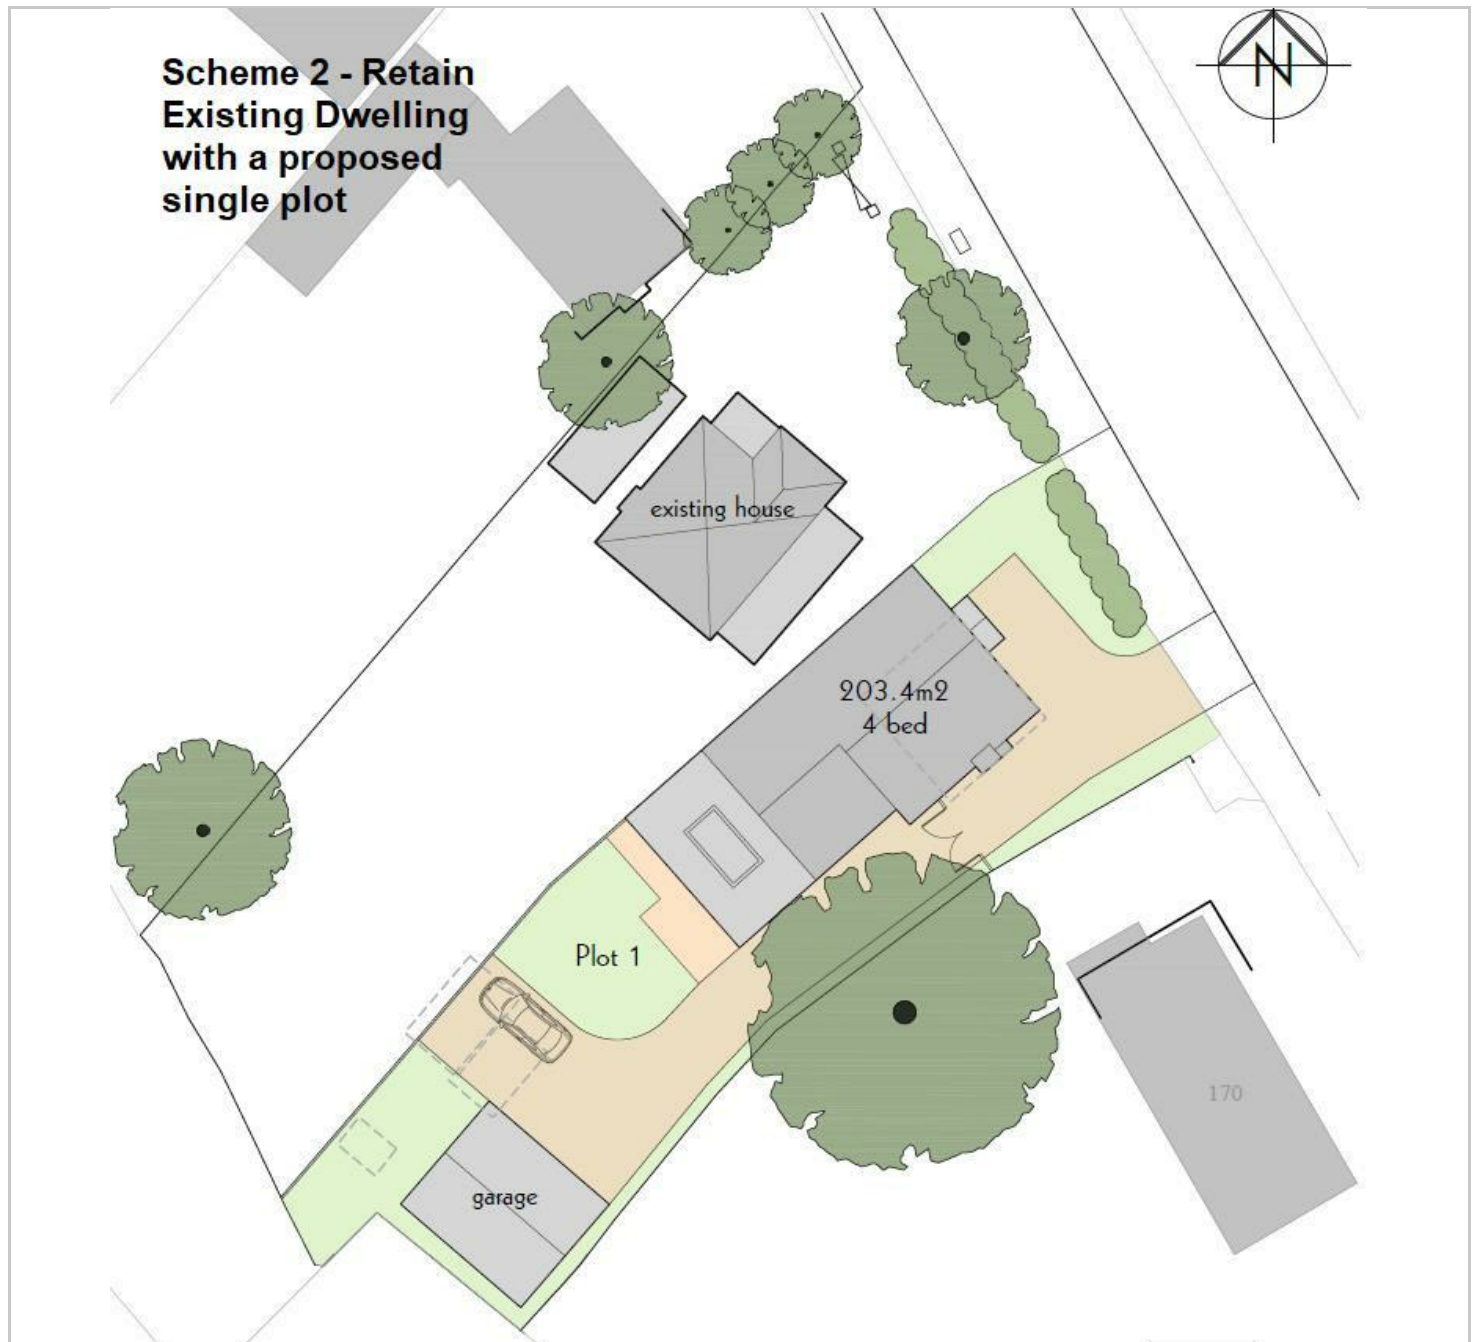 Scheme 2 - Retain
Existing Dwelling
with a proposed
single plot
N
existing house
203.4m2
4 bed
Plot 1
170
garage